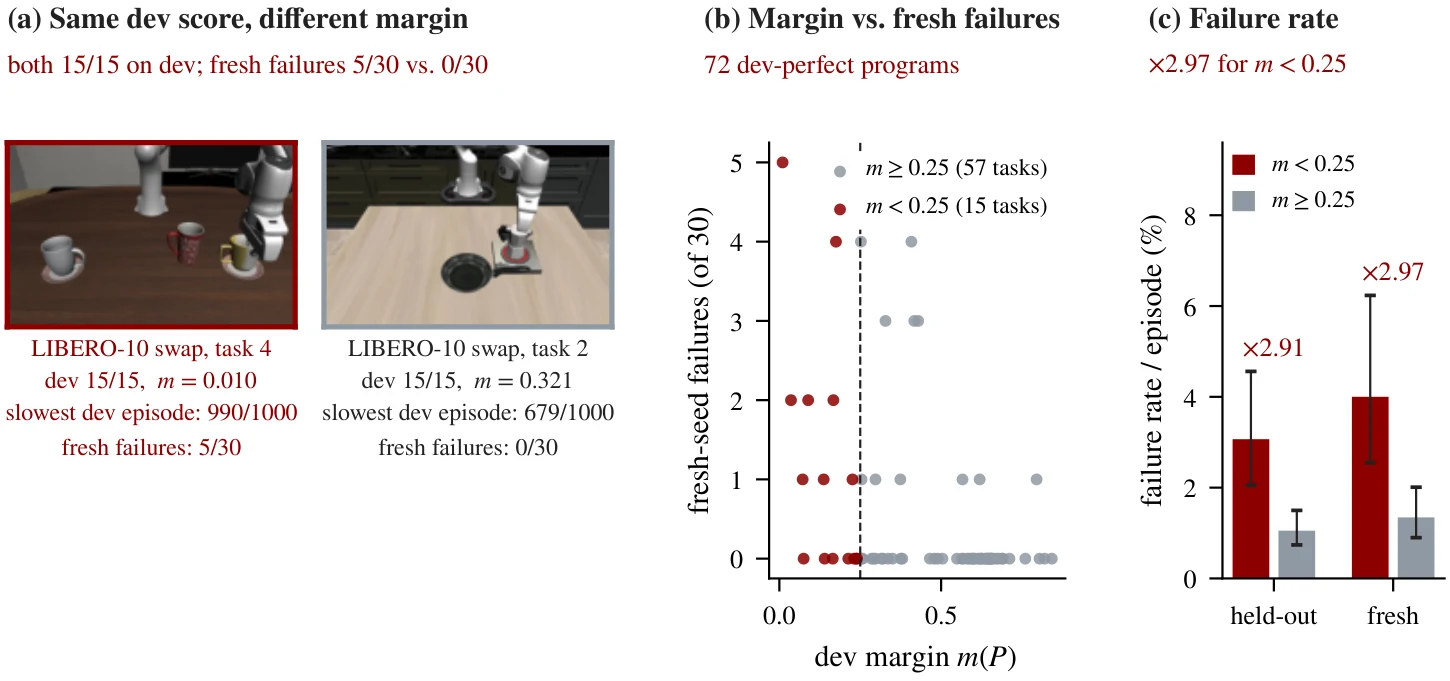 (a) Same dev score, different margin
both 15/15 on dev; fresh failures 5/30 vs. 0/30
LIBERO-10 swap, task 4
dev 15/15, m = 0.010
slowest dev episode: 990/1000
fresh failures: 5/30
LIBERO-10 swap, task 2
dev 15/15, m = 0.321
slowest dev episode: 679/1000
fresh failures: 0/30
(b) Margin vs. fresh failures
72 dev-perfect programs
m ≥ 0.25 (57 tasks)
m < 0.25 (15 tasks)
fresh-seed failures (of 30)
5
4
3
2
1
0
0.0
0.5
dev margin m(P)
(c) Failure rate
×2.97 for m < 0.25
m < 0.25
m ≥ 0.25
failure rate / episode (%)
8
6
4
2
0
×2.91
×2.97
held-out
fresh